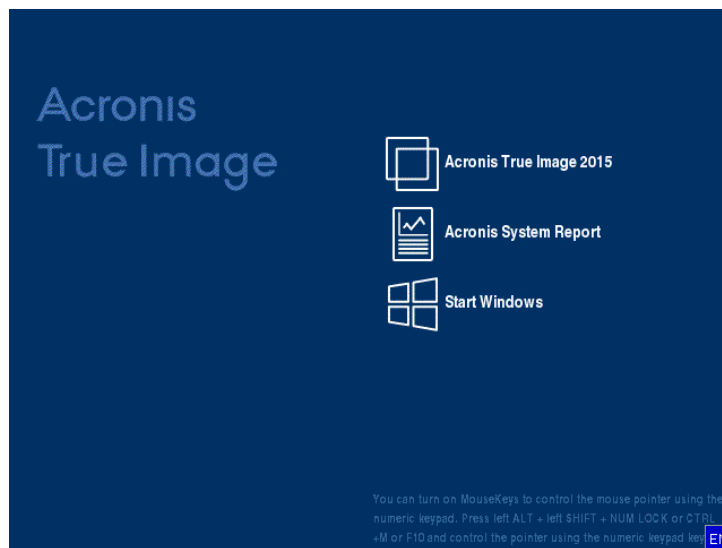 Acronis
True Image
Acronis True Image 2015
Acronis System Report
Start Windows
You can turn on MouseKeys to control the mouse pointer using the
numeric keypad. Press left ALT + left SHIFT + NUM LOCK or CTRL
+M or F10 and control the pointer using the numeric keypad key
EN